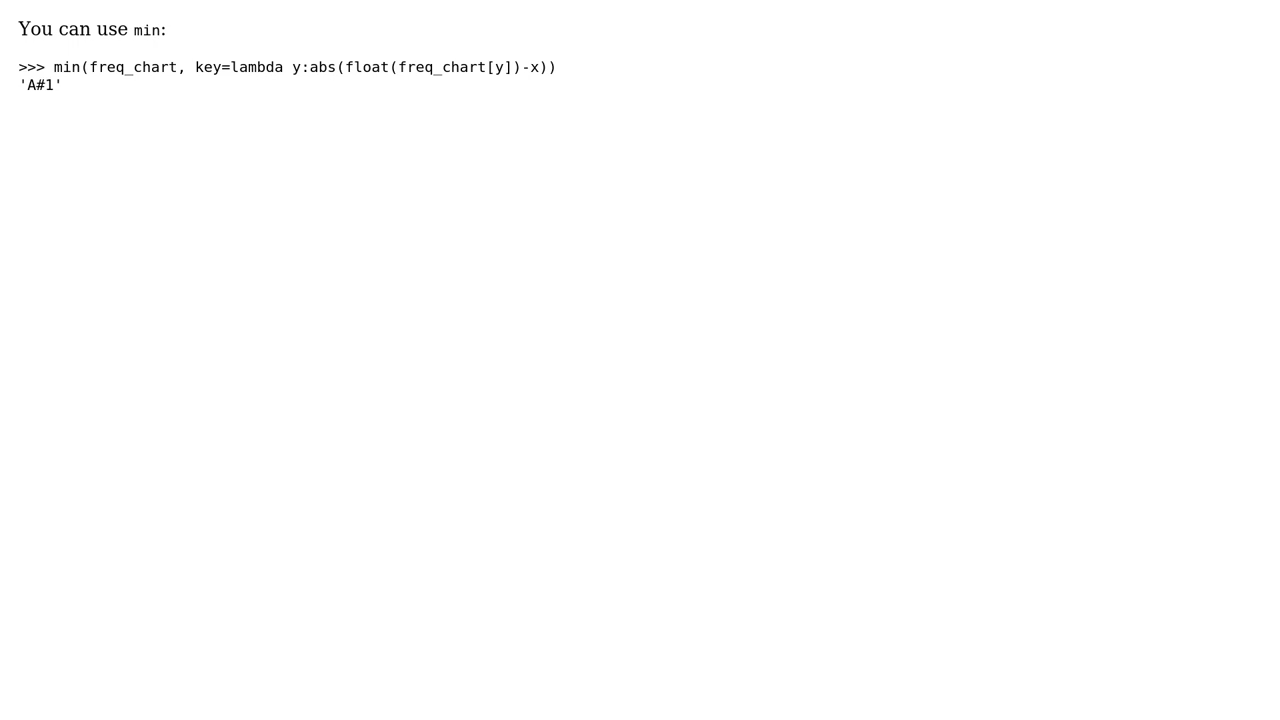 You can use min:
>>> min(freq_chart, key=lambda y:abs(float(freq_chart[y])-x))
'A#1'